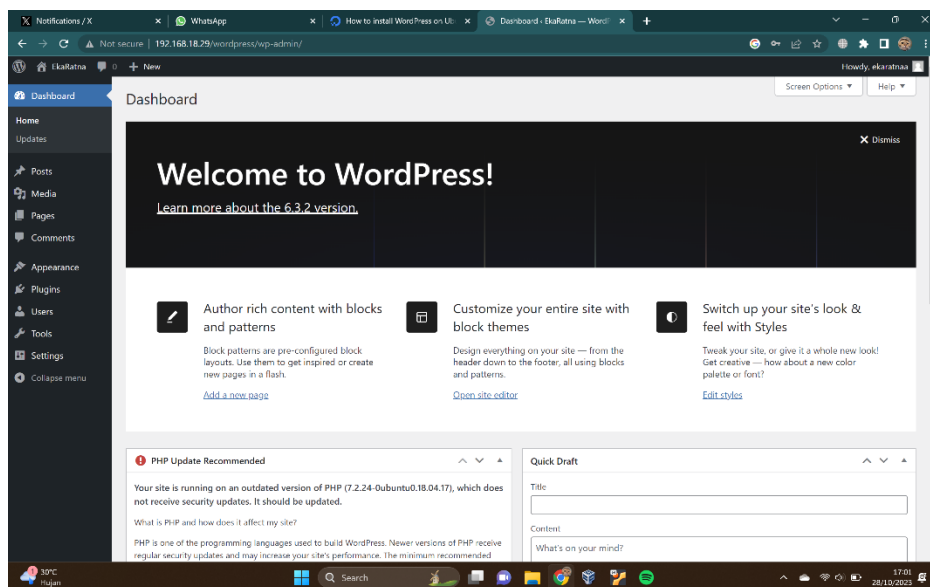 Notifications / X
WhatsApp
How to install WordPress on Ub
Dashboard ‹ EkaRatna — WordP
Not secure
192.168.18.29/wordpress/wp-admin/
EkaRatna
0
+ New
Howdy, ekaratnaa
Dashboard
Home
Updates
Posts
Media
Pages
Comments
Appearance
Plugins
Users
Tools
Settings
Collapse menu
Dashboard
Screen Options
Help
Dismiss
Welcome to WordPress!
Learn more about the 6.3.2 version.
Author rich content with blocks
and patterns
Block patterns are pre-configured block
layouts. Use them to get inspired or create
new pages in a flash.
Add a new page
Customize your entire site with
block themes
Design everything on your site — from the
header down to the footer, all using blocks
and patterns.
Open site editor
Switch up your site's look &
feel with Styles
Tweak your site, or give it a whole new look!
Get creative — how about a new color
palette or font?
Edit styles
PHP Update Recommended
Your site is running on an outdated version of PHP (7.2.24-0ubuntu0.18.04.17), which does
not receive security updates. It should be updated.
What is PHP and how does it affect my site?
PHP is one of the programming languages used to build WordPress. Newer versions of PHP receive
regular security updates and may increase your site's performance. The minimum recommended
Quick Draft
Title
Content
What's on your mind?
30°C
Hujan
Search
17:01
28/10/2023